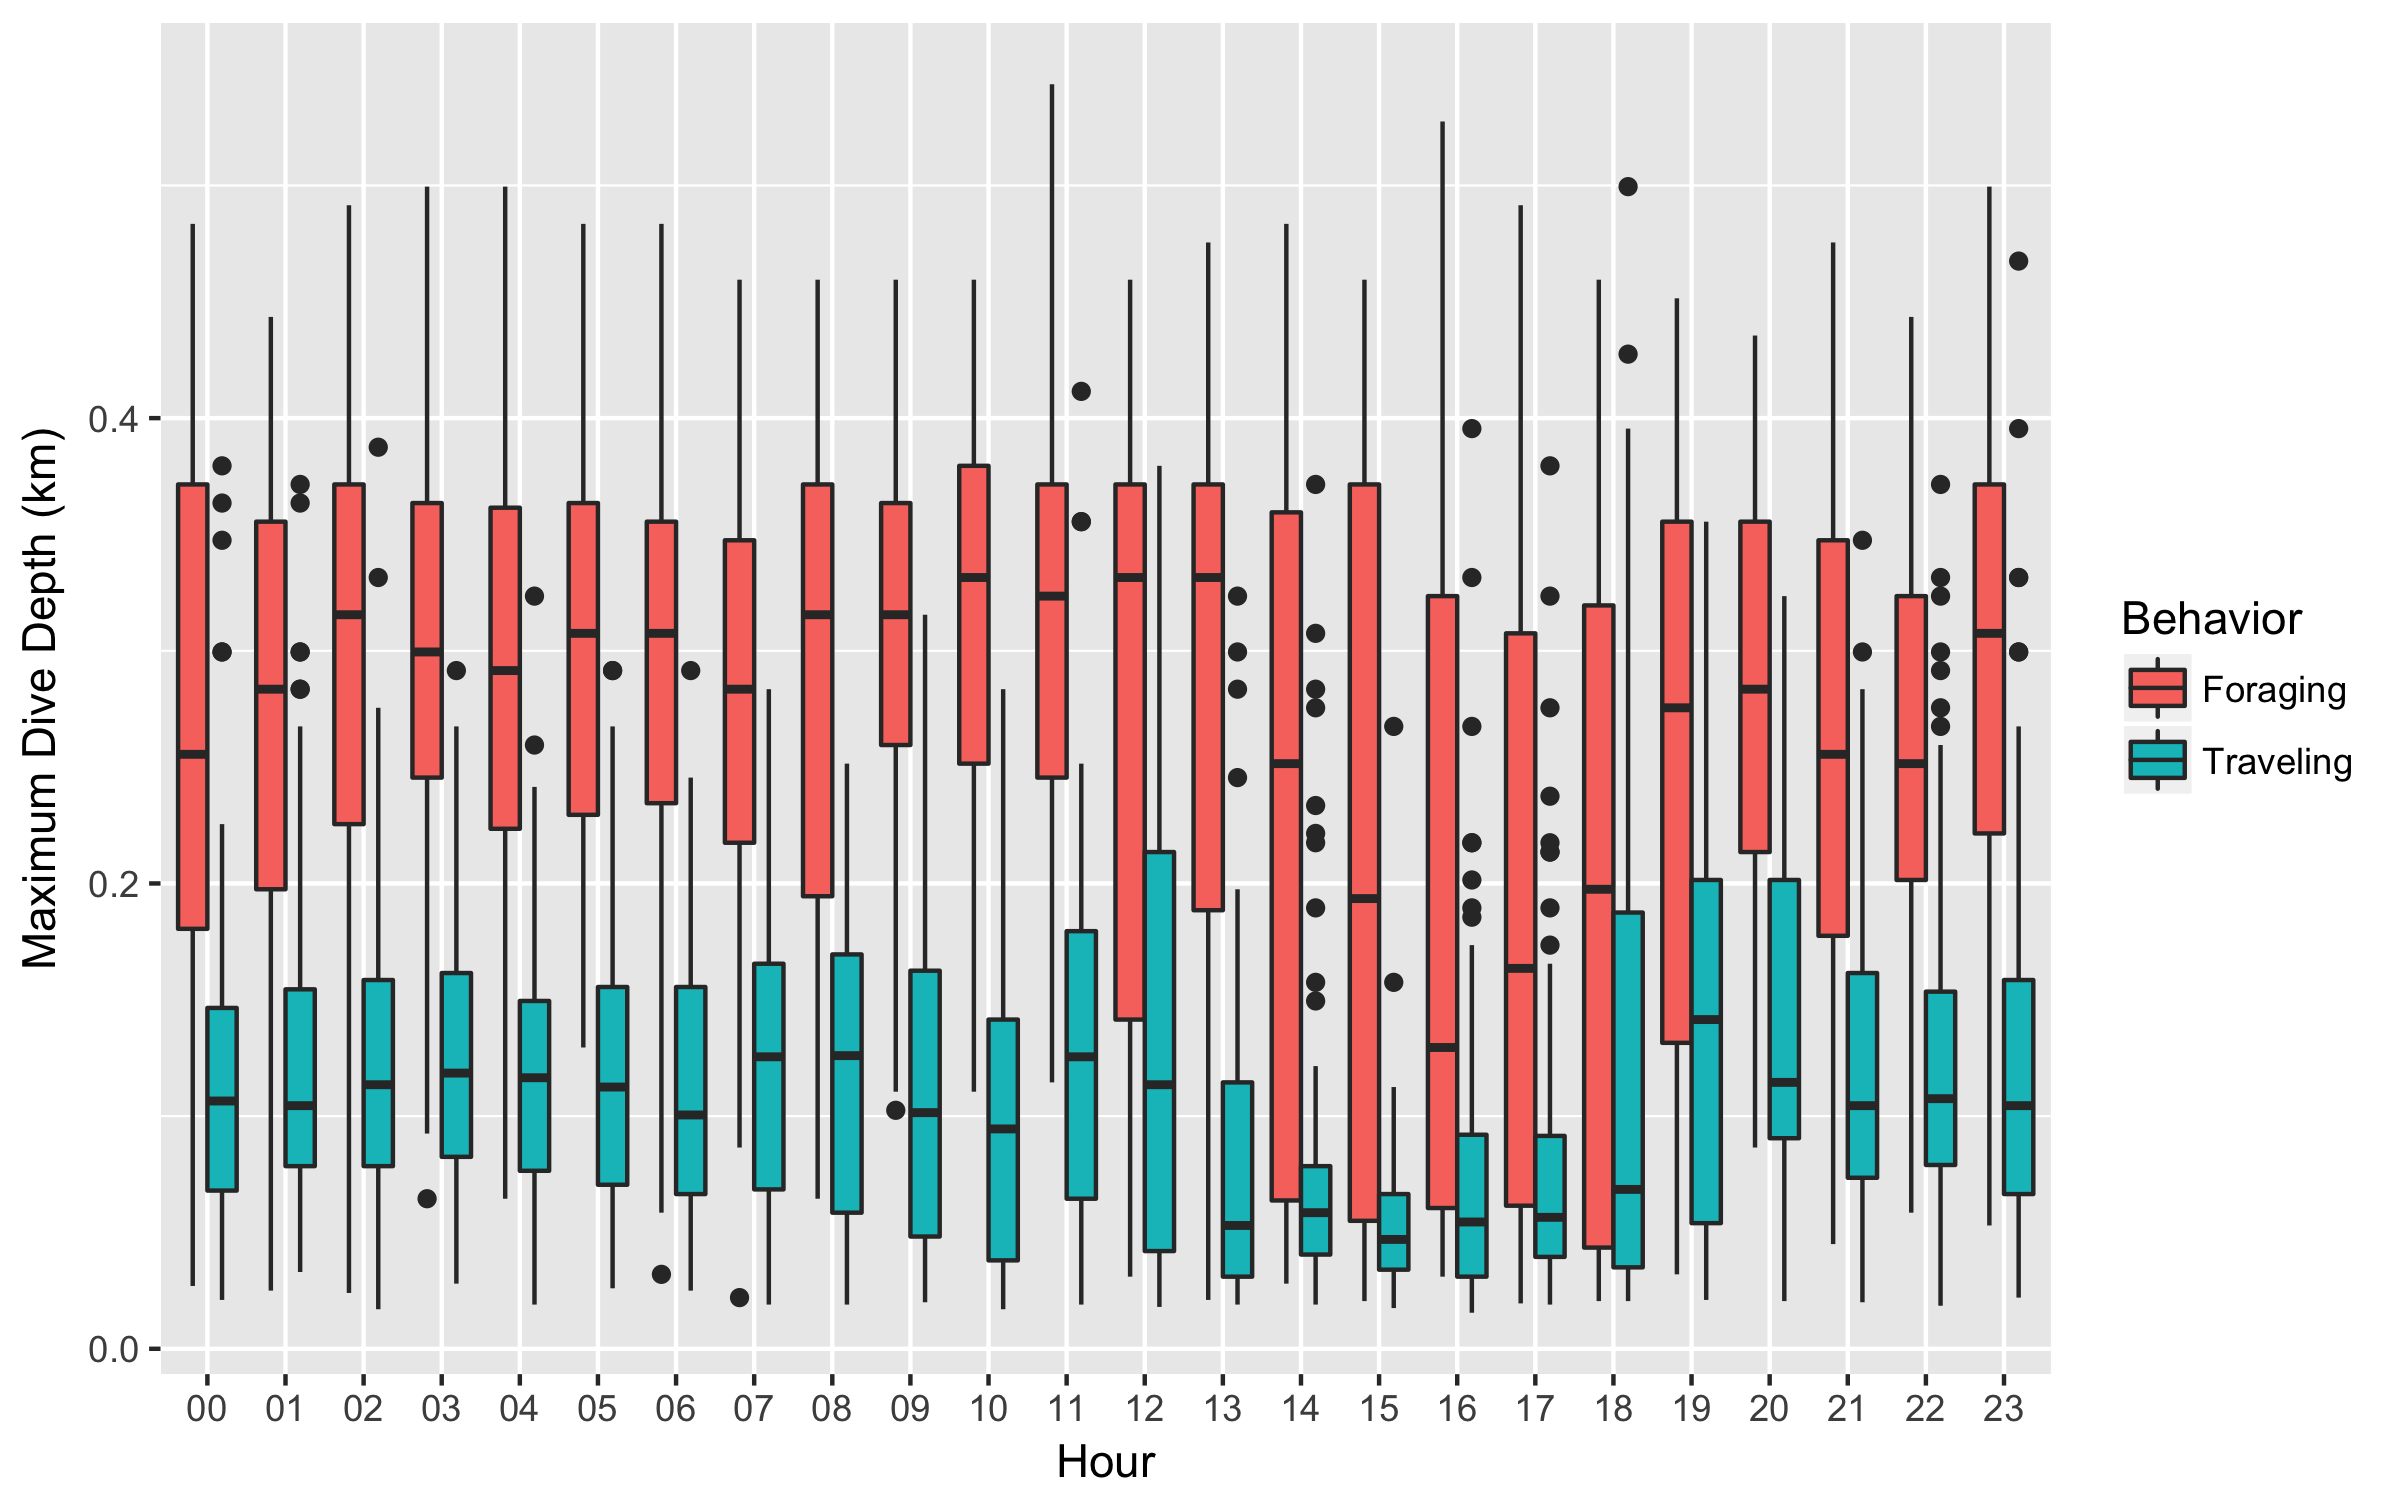 Maximum Dive Depth (km)
0.4
0.2
0.0
00 01 02 03 04 05 06 07 08 09 10 11 12 13 14 15 16 17 18 19 20 21 22 23
Hour
Behavior
Foraging
Traveling